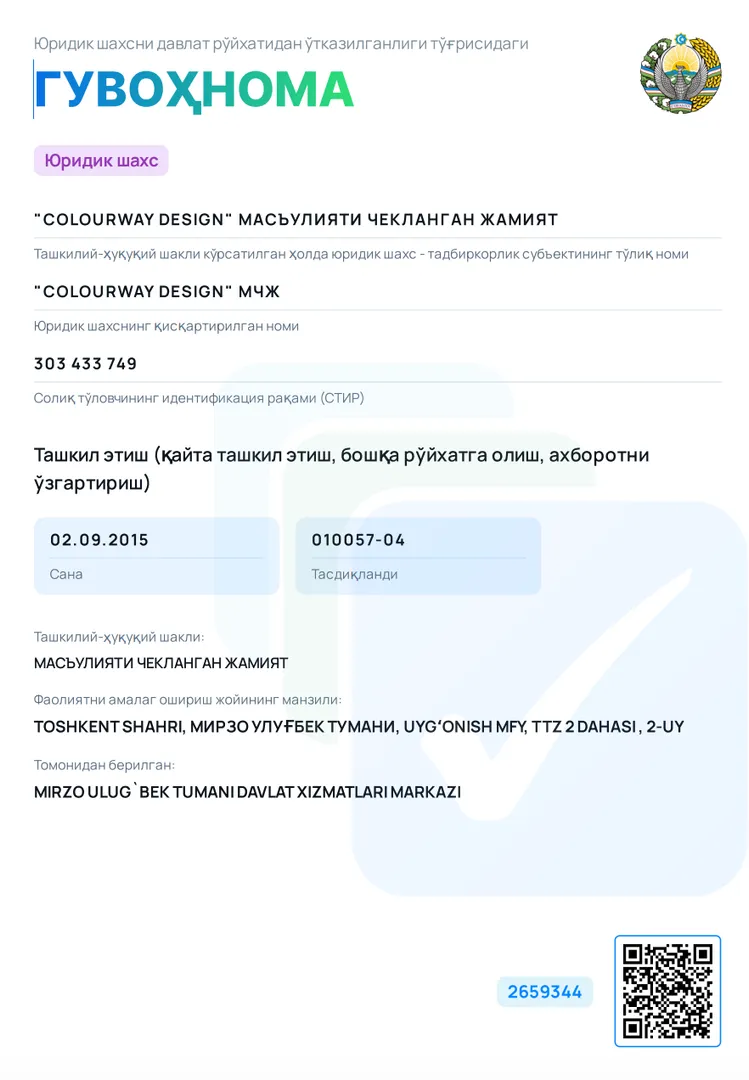 Юридик шахсни давлат рўйхатидан ўтказилганлиги тўғрисидаги
ГУВОҲНОМА
Юридик шахс
"COLOURWAY DESIGN" МАСЪУЛИЯТИ ЧЕКЛАНГАН ЖАМИЯТ
Ташкилий-ҳуқуқий шакли кўрсатилган ҳолда юридик шахс - тадбиркорлик субъектининг тўлиқ номи
"COLOURWAY DESIGN" МЧЖ
Юридик шахснинг қисқартирилган номи
303 433 749
Солиқ тўловчининг идентификация рақами (СТИР)
Ташкил этиш (қайта ташкил этиш, бошқа рўйхатга олиш, ахборотни
ўзгартириш)
02.09.2015
Сана
010057-04
Тасдиқланди
Ташкилий-ҳуқуқий шакли:
МАСЪУЛИЯТИ ЧЕКЛАНГАН ЖАМИЯТ
Фаолиятни амалаг ошириш жойининг манзили:
TOSHKENT SHAHRI, МИРЗО УЛУҒБЕК ТУМАНИ, UYG‘ONISH MFY, TTZ 2 DAHASI , 2-UY
Томонидан берилган:
MIRZO ULUG`BEK TUMANI DAVLAT XIZMATLARI MARKAZI
2659344